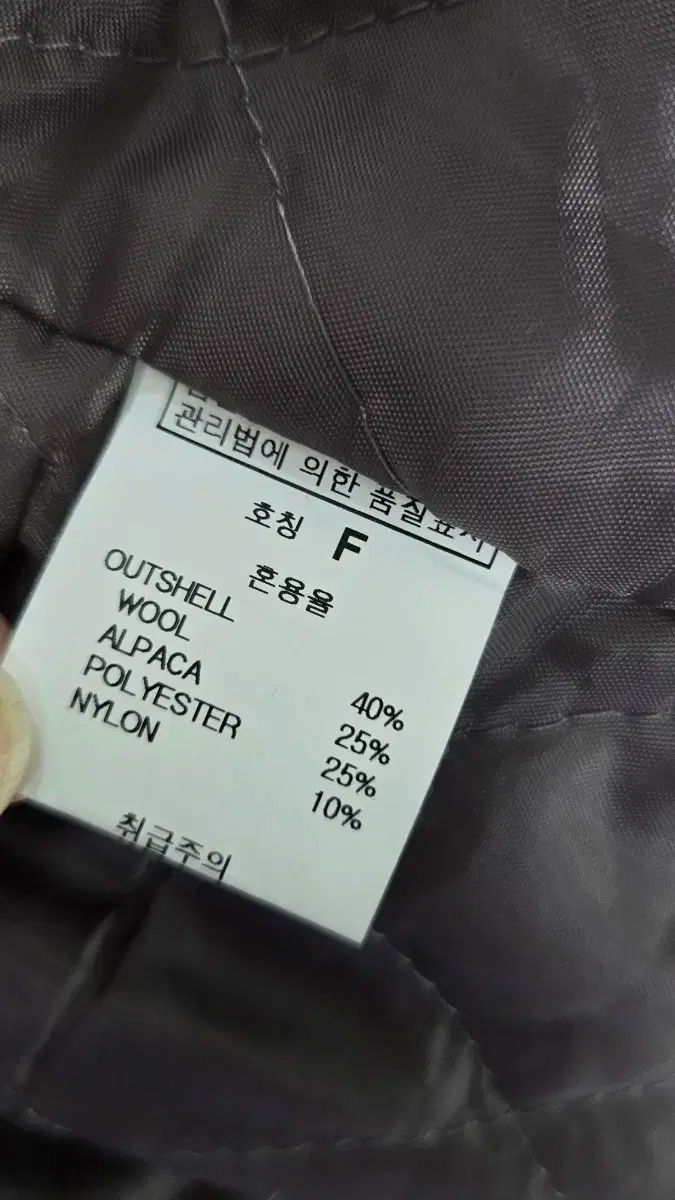 관리법에 의한 품질표시
호칭 F
혼용율
OUTSHELL
WOOL 40%
ALPACA 25%
POLYESTER 25%
NYLON 10%
취급주의